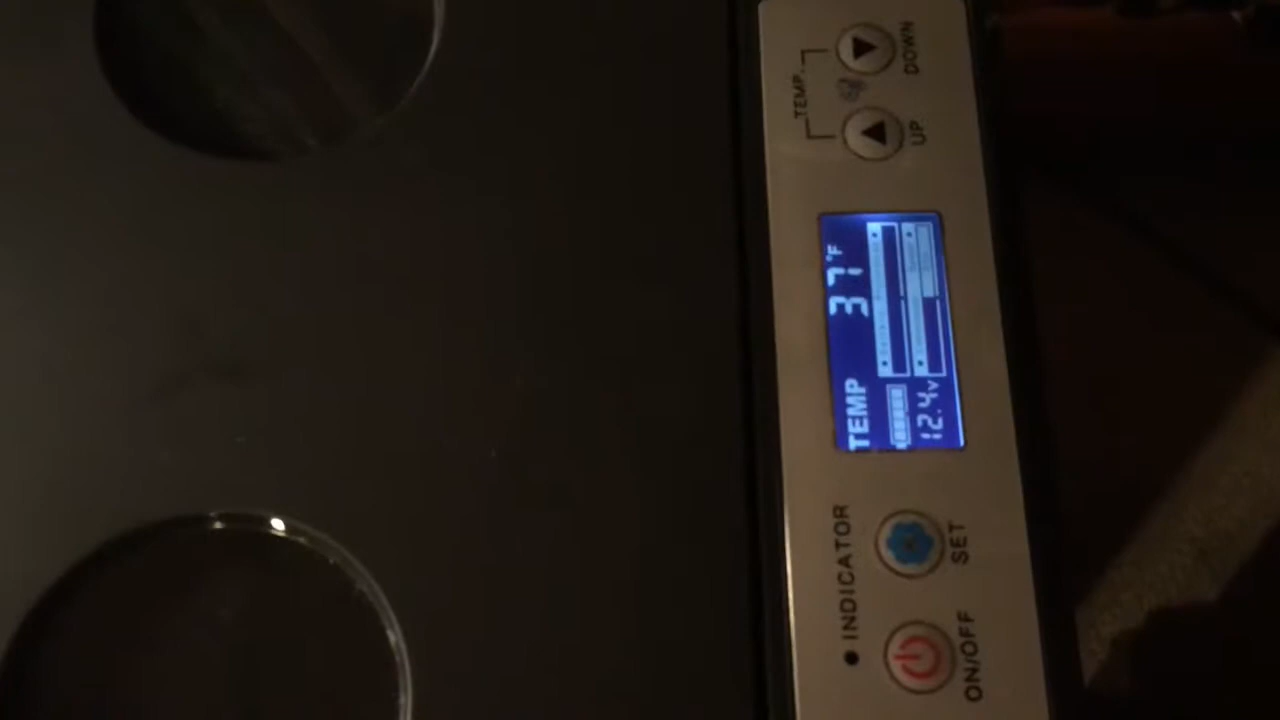 INDICATOR
ON/OFF
SET
TEMP 37°F
12.4v
TEMP.
UP
DOWN